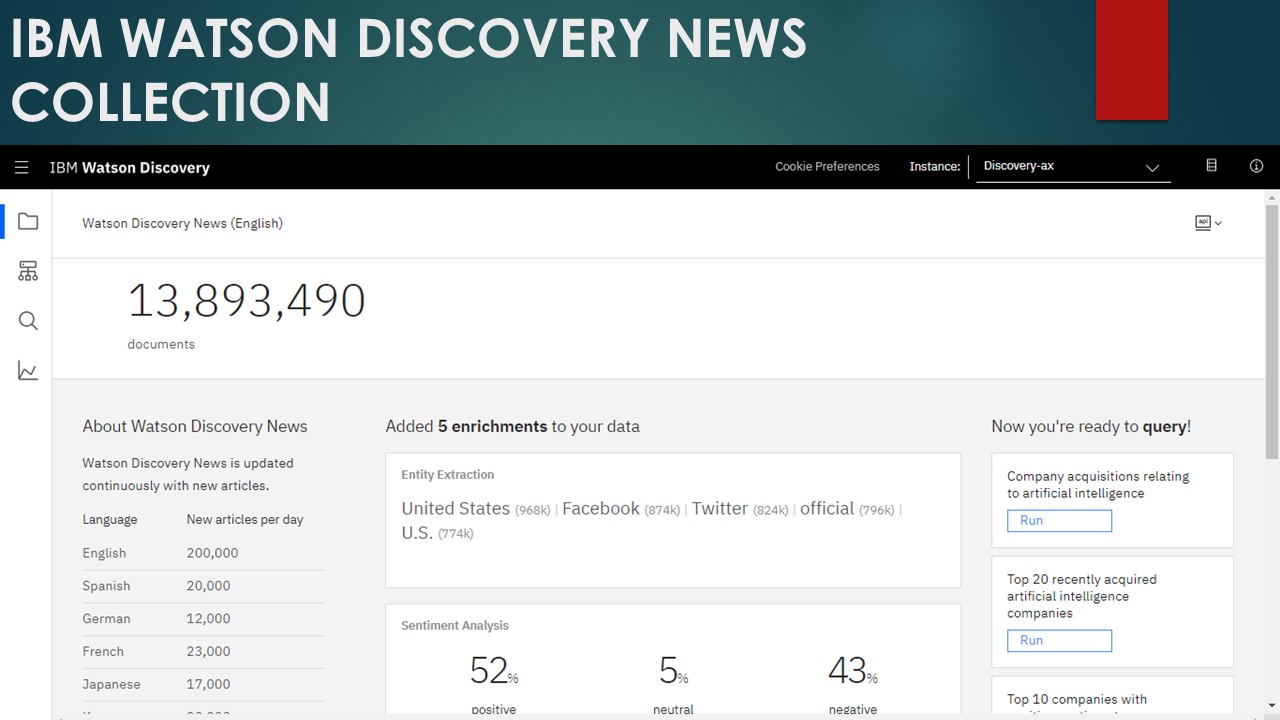 IBM WATSON DISCOVERY NEWS
COLLECTION
IBM Watson Discovery
Cookie Preferences
Instance:
Discovery-ax
Watson Discovery News (English)
api
13,893,490
documents
About Watson Discovery News
Watson Discovery News is updated
continuously with new articles.
Language New articles per day
English 200,000
Spanish 20,000
German 12,000
French 23,000
Japanese 17,000
Added 5 enrichments to your data
Entity Extraction
United States (968k) | Facebook (874k) | Twitter (824k) | official (796k) |
U.S. (774k)
Sentiment Analysis
52% 5% 43%
positive neutral negative
Now you're ready to query!
Company acquisitions relating
to artificial intelligence
Run
Top 20 recently acquired
artificial intelligence
companies
Run
Top 10 companies with